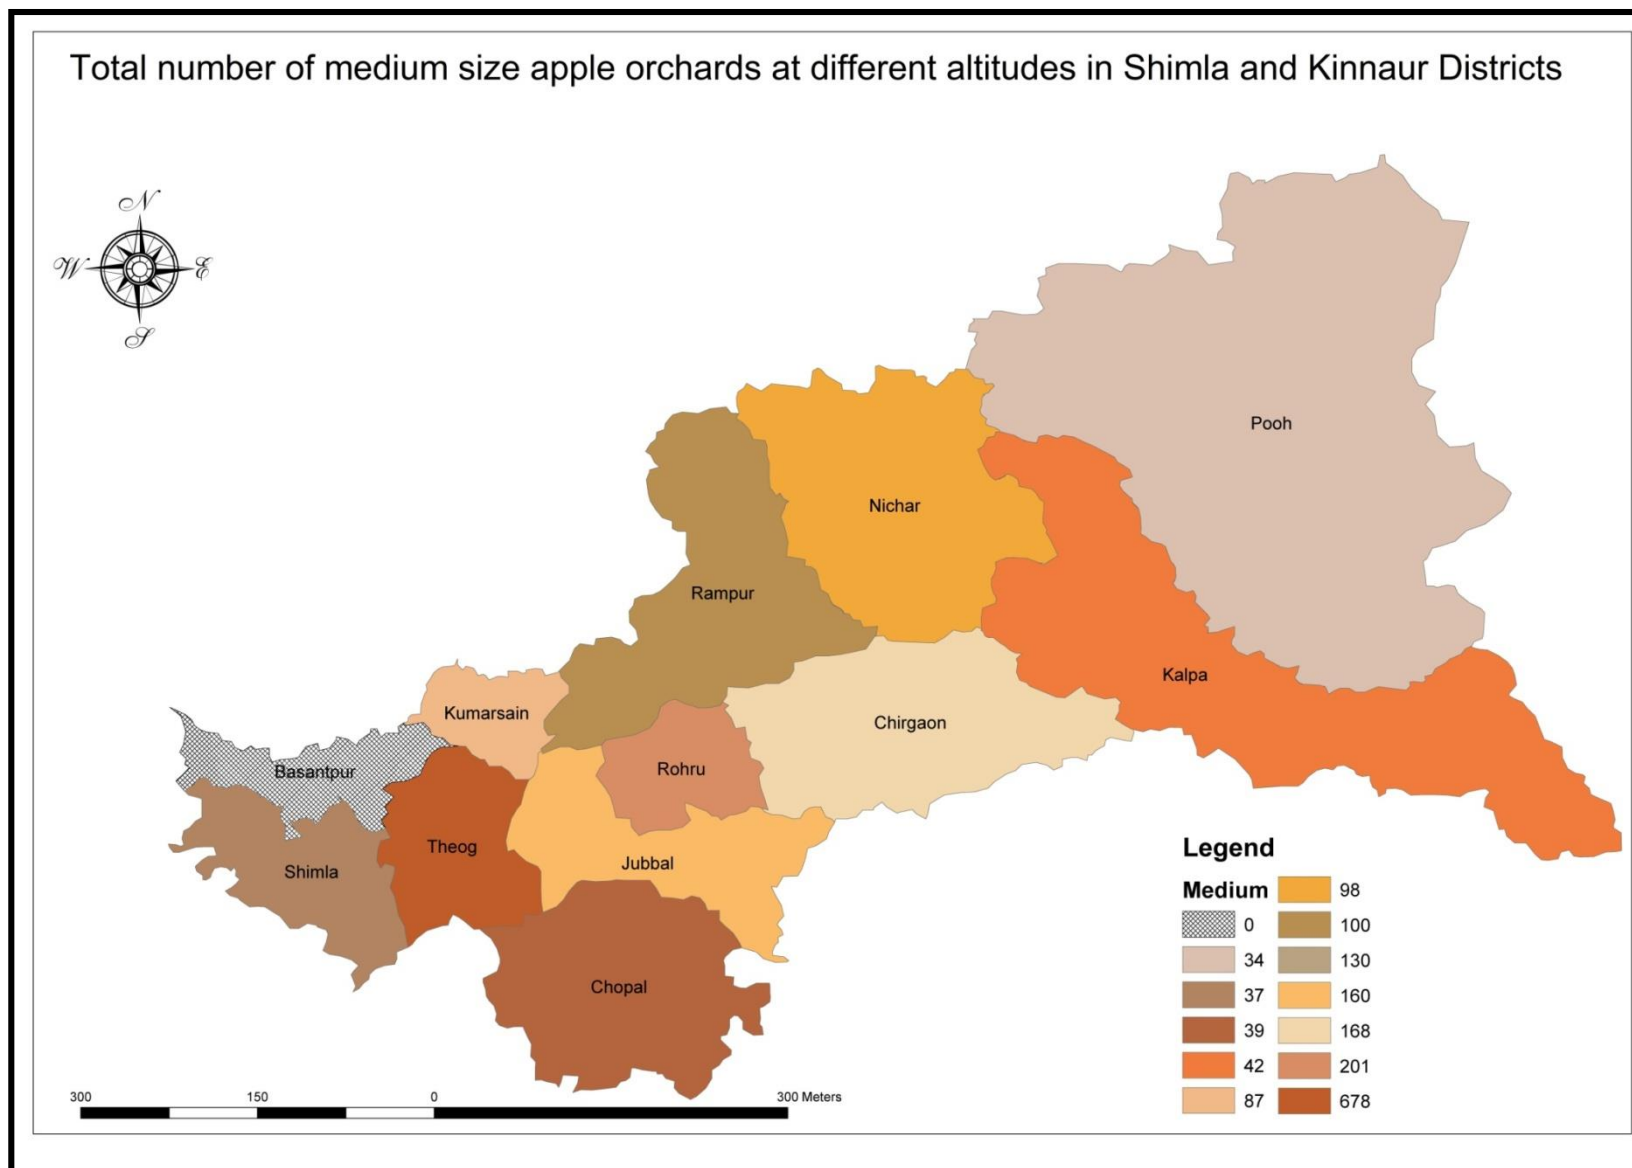 Total number of medium size apple orchards at different altitudes in Shimla and Kinnaur Districts
N
W E
S
Pooh
Nichar
Rampur
Kalpa
Kumarsain
Chirgaon
Basantpur
Rohru
Theog
Jubbal
Shimla
Chopal
Legend
Medium
0
34
37
39
42
87
98
100
130
160
168
201
678
300 150 0 300 Meters